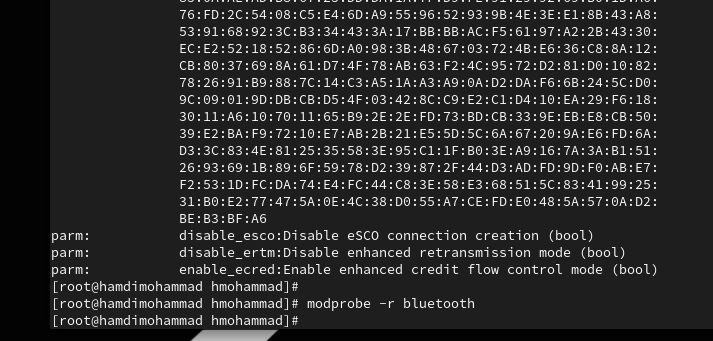 76:FD:2C:54:08:C5:E4:6D:A9:55:96:52:93:9B:4E:3E:E1:8B:43:A8:
53:91:68:92:3C:B3:34:43:3A:17:BB:BB:AC:F5:61:97:A2:2B:43:30:
EC:E2:52:18:52:86:6D:A0:98:3B:48:67:03:72:4B:E6:36:C8:8A:12:
CB:80:37:69:8A:61:D7:4F:78:AB:63:F2:4C:95:72:D2:81:D0:10:82:
78:26:91:B9:88:7C:14:C3:A5:1A:A3:A9:0A:D2:DA:F6:6B:24:5C:D0:
9C:09:01:9D:DB:CB:D5:4F:03:42:8C:C9:E2:C1:D4:10:EA:29:F6:18:
30:11:A6:10:70:11:65:B9:2E:2E:FD:73:BD:CB:33:9E:EB:E8:CB:50:
39:E2:BA:F9:72:10:E7:AB:2B:21:E5:5D:5C:6A:67:20:9A:E6:FD:6A:
D3:3C:83:4E:81:25:35:58:3E:95:C1:1F:B0:3E:A9:16:7A:3A:B1:51:
26:93:69:1B:89:6F:59:78:D2:39:87:2F:44:D3:AD:FD:9D:F0:AB:E7:
F2:53:1D:FC:DA:74:E4:FC:44:C8:3E:58:E3:68:51:5C:83:41:99:25:
31:B0:E2:77:47:5A:0E:4C:38:D0:55:A7:CE:FD:E0:48:5A:57:0A:D2:
BE:B3:BF:A6
parm: disable_esco:Disable eSCO connection creation (bool)
parm: disable_ertm:Disable enhanced retransmission mode (bool)
parm: enable_ecred:Enable enhanced credit flow control mode (bool)
[root@hamdimohammad hmohammad]#
[root@hamdimohammad hmohammad]# modprobe -r bluetooth
[root@hamdimohammad hmohammad]#